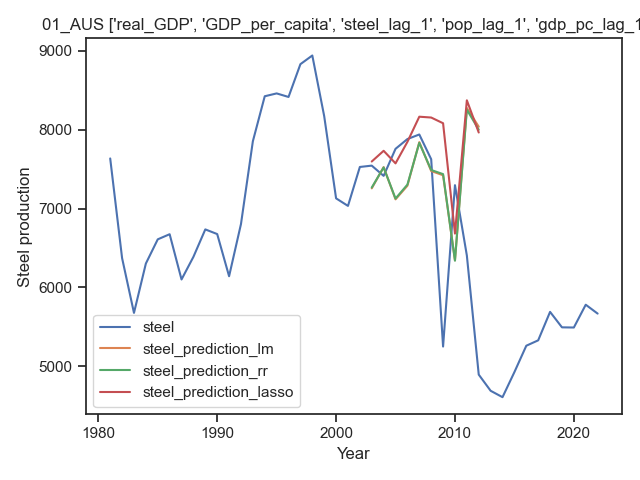 01_AUS ['real_GDP', 'GDP_per_capita', 'steel_lag_1', 'pop_lag_1', 'gdp_pc_lag_1
9000
8000
7000
6000
5000
Steel production
steel
steel_prediction_lm
steel_prediction_rr
steel_prediction_lasso
1980 1990 2000 2010 2020
Year